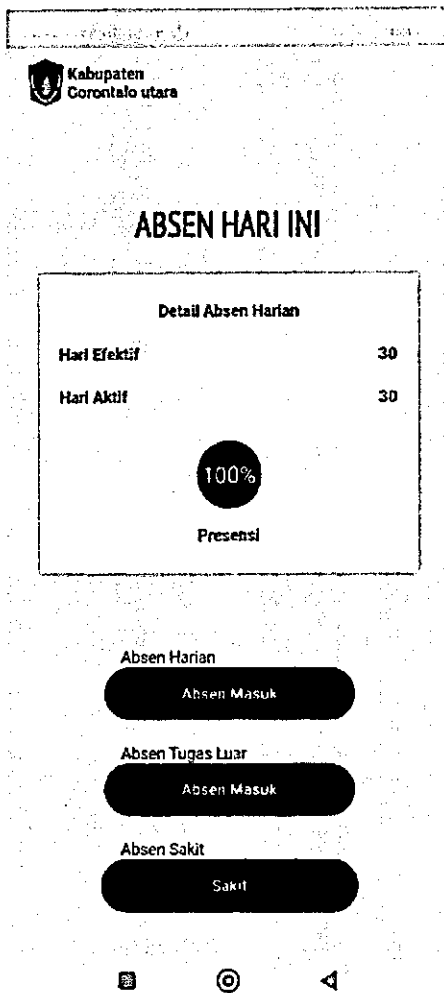 Kabupaten
Gorontalo utara
ABSEN HARI INI
Detail Absen Harian
Hari Efektif 30
Hari Aktif 30
100%
Presensi
Absen Harian
Absen Masuk
Absen Tugas Luar
Absen Masuk
Absen Sakit
Sakit